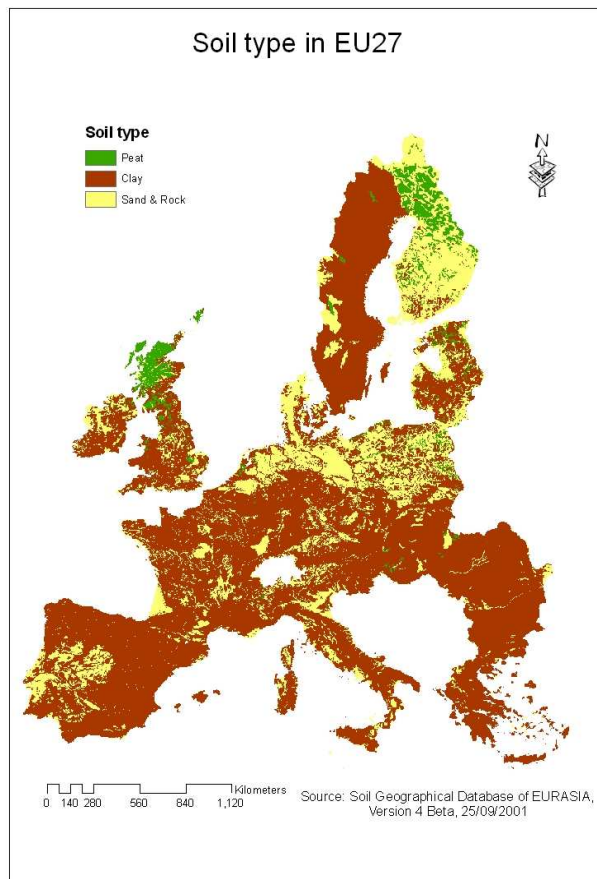 Soil type in EU27
Soil type
Peat
Clay
Sand & Rock
N
Kilometers
0 140 280 560 840 1,120
Source: Soil Geographical Database of EURASIA,
Version 4 Beta, 25/09/2001